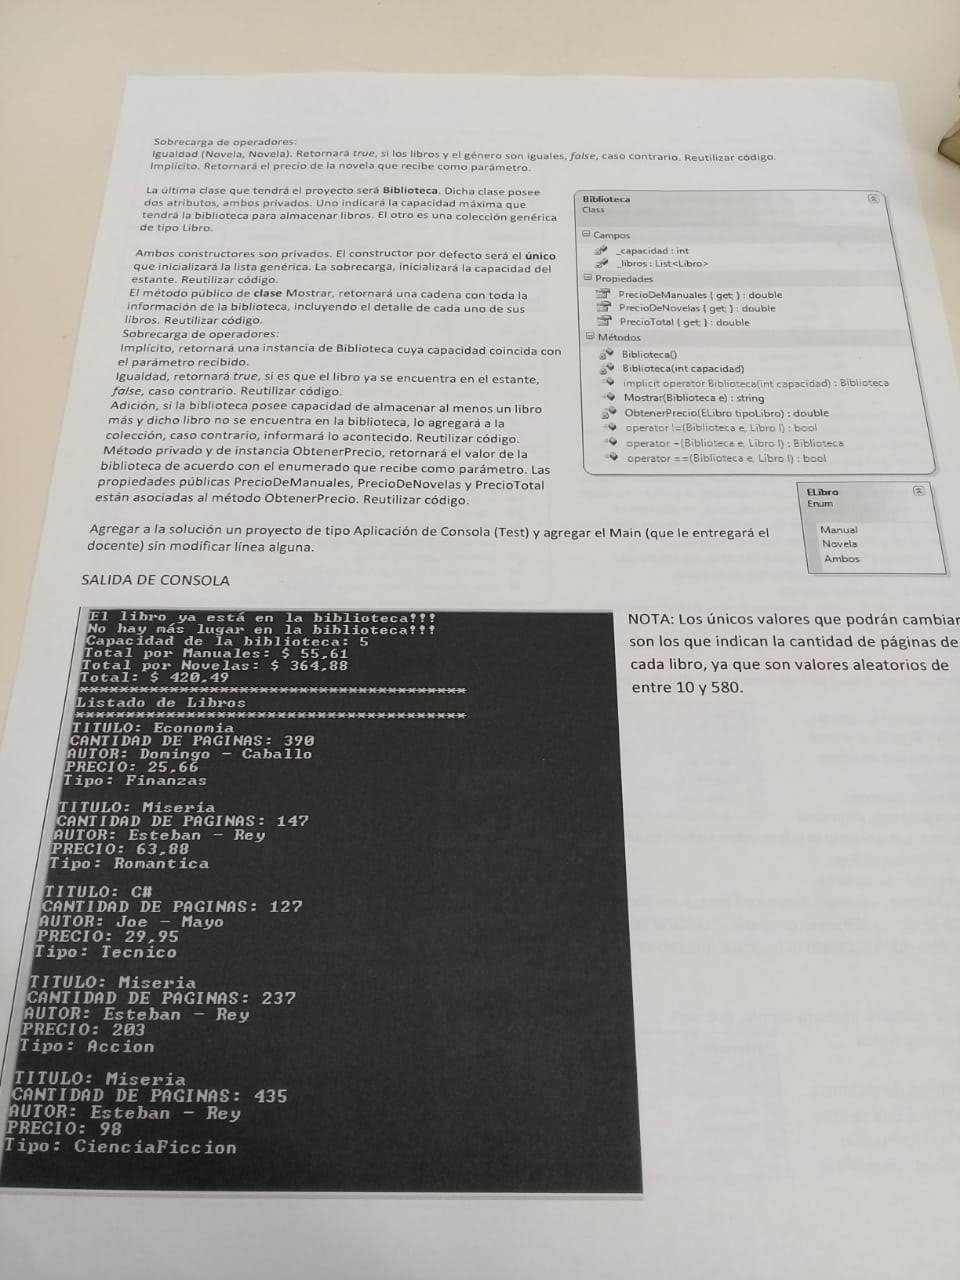 Sobrecarga de operadores:
Igualdad (Novela, Novela). Retornará true, si los libros y el género son iguales, false, caso contrario. Reutilizar código.
Implícito. Retornará el precio de la novela que recibe como parámetro.
La última clase que tendrá el proyecto será Biblioteca. Dicha clase posee
dos atributos, ambos privados. Uno indicará la capacidad máxima que
tendrá la biblioteca para almacenar libros. El otro es una colección genérica
de tipo Libro.
Ambos constructores son privados. El constructor por defecto será el único
que inicializará la lista genérica. La sobrecarga, inicializará la capacidad del
estante. Reutilizar código.
El método público de clase Mostrar, retornará una cadena con toda la
información de la biblioteca, incluyendo el detalle de cada uno de sus
libros. Reutilizar código.
Sobrecarga de operadores:
Implícito, retornará una instancia de Biblioteca cuya capacidad coincida con
el parámetro recibido.
Igualdad, retornará true, si es que el libro ya se encuentra en el estante,
false, caso contrario. Reutilizar código.
Adición, si la biblioteca posee capacidad de almacenar al menos un libro
más y dicho libro no se encuentra en la biblioteca, lo agregará a la
colección, caso contrario, informará lo acontecido. Reutilizar código.
Método privado y de instancia ObtenerPrecio, retornará el valor de la
biblioteca de acuerdo con el enumerado que recibe como parámetro. Las
propiedades públicas PrecioDeManuales, PrecioDeNovelas y PrecioTotal
están asociadas al método ObtenerPrecio. Reutilizar código.
Biblioteca
Class
Campos
_capacidad : int
_libros : List<Libro>
Propiedades
PrecioDeManuales { get; } : double
PrecioDeNovelas { get; } : double
PrecioTotal { get; } : double
Métodos
Biblioteca()
Biblioteca(int capacidad)
implicit operator Biblioteca(int capacidad) : Biblioteca
Mostrar(Biblioteca e) : string
ObtenerPrecio(ELibro tipoLibro) : double
operator !=(Biblioteca e, Libro l) : bool
operator +(Biblioteca e, Libro l) : Biblioteca
operator ==(Biblioteca e, Libro l) : bool
ELibro
Enum
Manual
Novela
Ambos
Agregar a la solución un proyecto de tipo Aplicación de Consola (Test) y agregar el Main (que le entregará el
docente) sin modificar línea alguna.
SALIDA DE CONSOLA
El libro ya está en la biblioteca!!!
No hay más lugar en la biblioteca!!!
Capacidad de la biblioteca: 5
Total por Manuales: $ 55,61
Total por Novelas: $ 364,88
Total: $ 420,49
***********************************
Listado de Libros
***********************************
TITULO: Economia
CANTIDAD DE PAGINAS: 390
AUTOR: Domingo - Caballo
PRECIO: 25,66
Tipo: Finanzas
TITULO: Miseria
CANTIDAD DE PAGINAS: 147
AUTOR: Esteban - Rey
PRECIO: 63,88
Tipo: Romantica
TITULO: C#
CANTIDAD DE PAGINAS: 127
AUTOR: Joe - Mayo
PRECIO: 29,95
Tipo: Tecnico
TITULO: Miseria
CANTIDAD DE PAGINAS: 237
AUTOR: Esteban - Rey
PRECIO: 203
Tipo: Accion
TITULO: Miseria
CANTIDAD DE PAGINAS: 435
AUTOR: Esteban - Rey
PRECIO: 98
Tipo: CienciaFiccion
NOTA: Los únicos valores que podrán cambiar
son los que indican la cantidad de páginas de
cada libro, ya que son valores aleatorios de
entre 10 y 580.